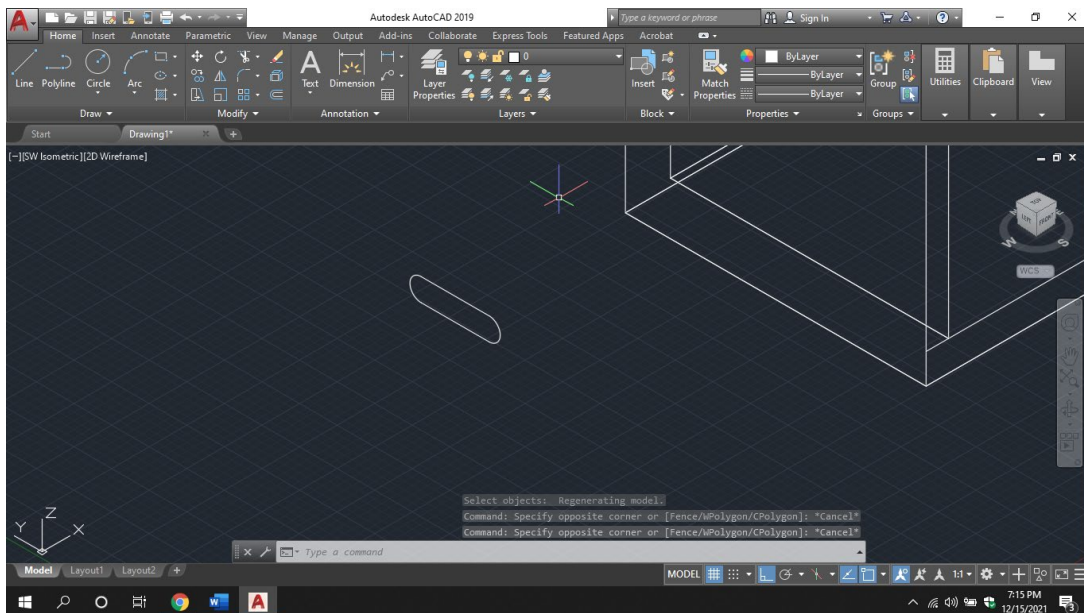 Autodesk AutoCAD 2019
Type a keyword or phrase
Sign In
Home Insert Annotate Parametric View Manage Output Add-ins Collaborate Express Tools Featured Apps Acrobat
Line Polyline Circle Arc
Draw
Modify
Text Dimension
Annotation
Layer Properties
0
Layers
Insert
Block
Match Properties
ByLayer
ByLayer
ByLayer
Properties
Group
Groups
Utilities
Clipboard
View
Start Drawing1*
[-][SW Isometric][2D Wireframe]
TOP
LEFT FRONT
W S
WCS
Select objects: Regenerating model.
Command: Specify opposite corner or [Fence/WPolygon/CPolygon]: *Cancel*
Command: Specify opposite corner or [Fence/WPolygon/CPolygon]: *Cancel*
Y Z X
Type a command
Model Layout1 Layout2 +
MODEL
1:1
7:15 PM
12/15/2021